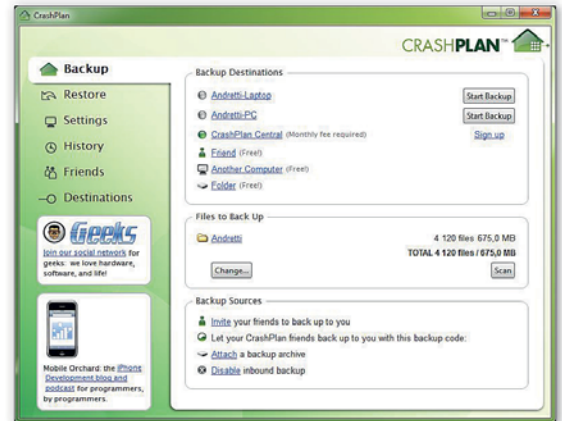 CrashPlan
CRASHPLAN™
Backup
Restore
Settings
History
Friends
Destinations
Geeks
Join our social network for
geeks: we love hardware,
software, and life!
Mobile Orchard: the iPhone
Development blog and
podcast for programmers,
by programmers.
Backup Destinations
Andretti-Laptop
Start Backup
Andretti-PC
Start Backup
CrashPlan Central (Monthly fee required)
Sign up
Friend (Free!)
Another Computer (Free!)
Folder (Free!)
Files to Back Up
Andretti
4 120 files 675,0 MB
TOTAL 4 120 files / 675,0 MB
Change...
Scan
Backup Sources
Invite your friends to back up to you
Let your CrashPlan friends back up to you with this backup code:
Attach a backup archive
Disable inbound backup